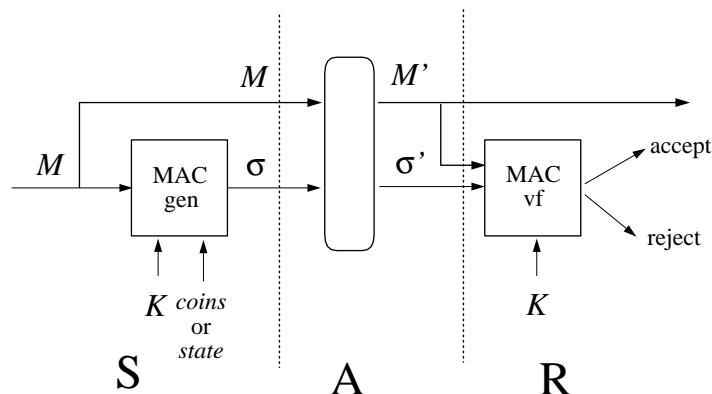 M M'
M MAC gen σ σ' MAC vf accept
reject
K coins or state K
S A R